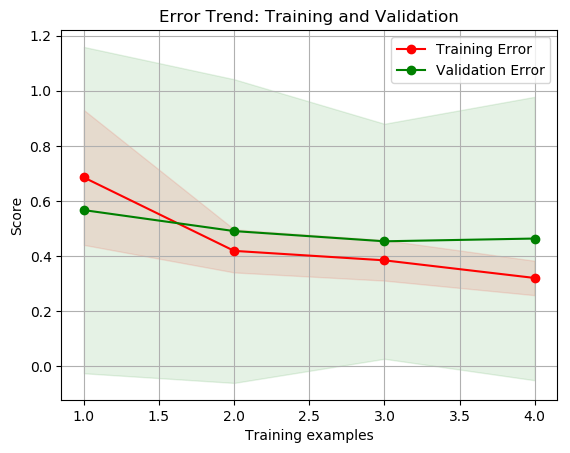 Error Trend: Training and Validation
1.2
1.0
0.8
0.6
0.4
0.2
0.0
Score
Training Error
Validation Error
1.0 1.5 2.0 2.5 3.0 3.5 4.0
Training examples